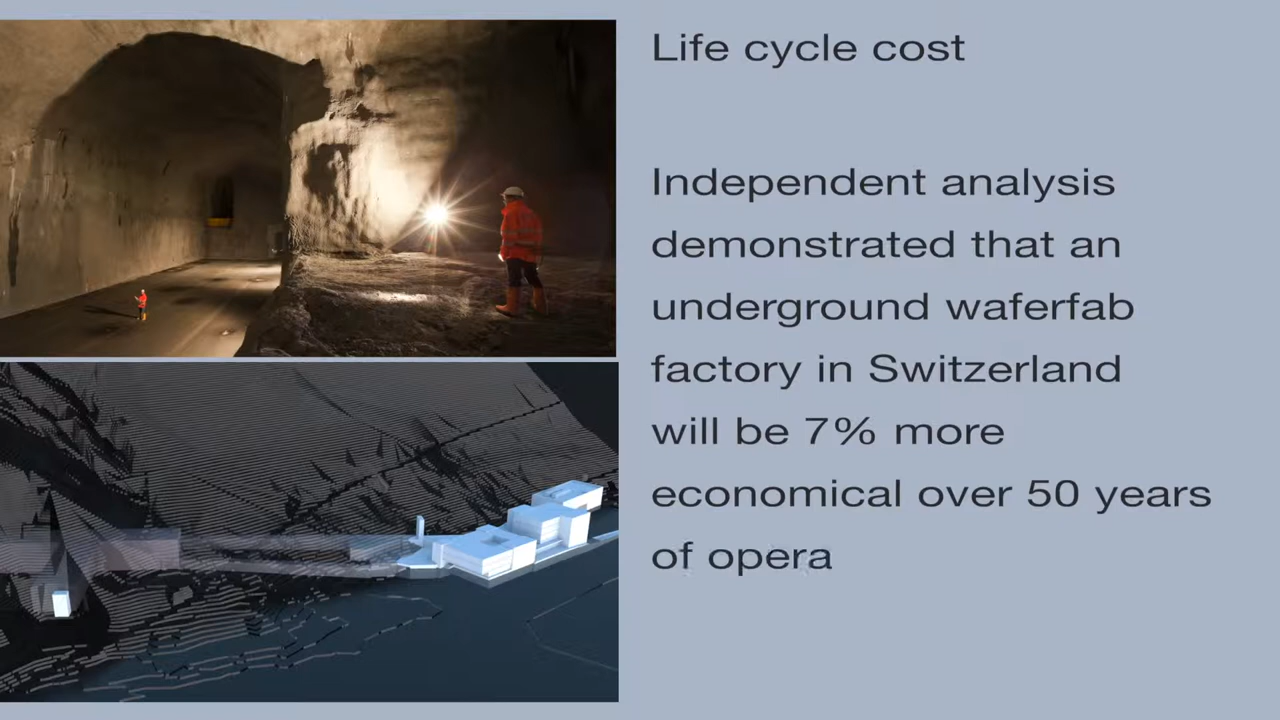 Life cycle cost
Independent analysis
demonstrated that an
underground waferfab
factory in Switzerland
will be 7% more
economical over 50 years
of opera